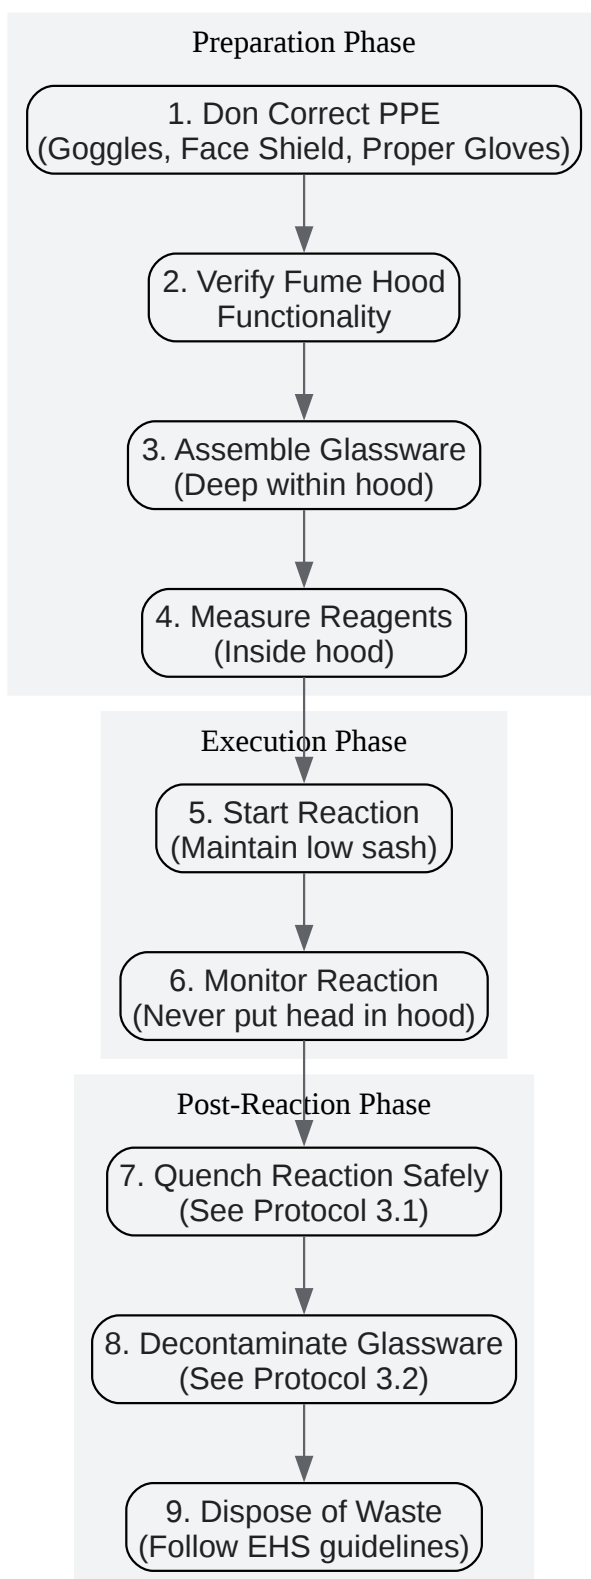 Preparation Phase
1. Don Correct PPE
(Goggles, Face Shield, Proper Gloves)
2. Verify Fume Hood
Functionality
3. Assemble Glassware
(Deep within hood)
4. Measure Reagents
(Inside hood)
Execution Phase
5. Start Reaction
(Maintain low sash)
6. Monitor Reaction
(Never put head in hood)
Post-Reaction Phase
7. Quench Reaction Safely
(See Protocol 3.1)
8. Decontaminate Glassware
(See Protocol 3.2)
9. Dispose of Waste
(Follow EHS guidelines)